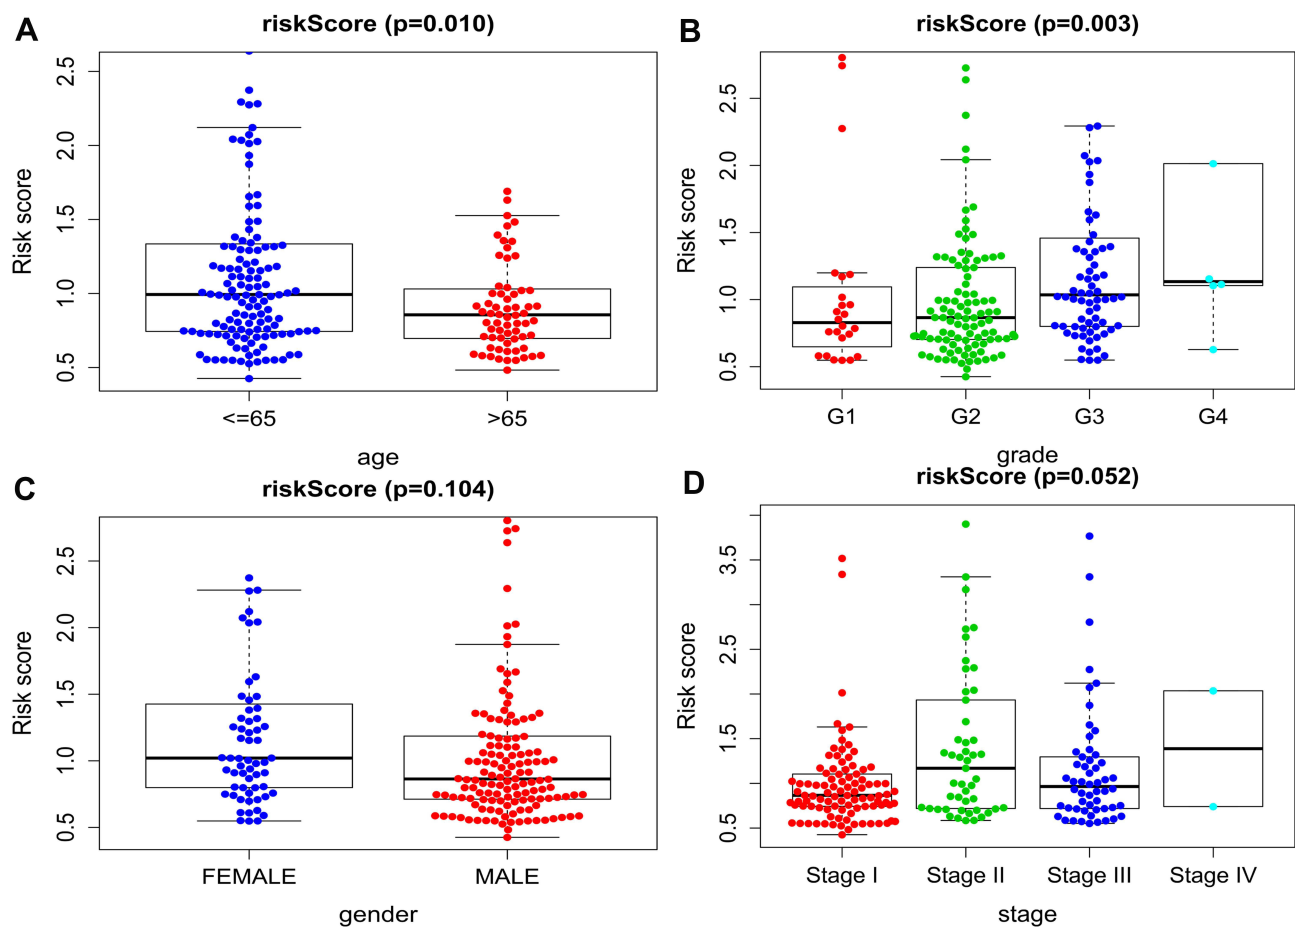 A
riskScore (p=0.010)
Risk score
2.5
2.0
1.5
1.0
0.5
<=65 >65
age
B
riskScore (p=0.003)
Risk score
2.5
2.0
1.5
1.0
0.5
G1 G2 G3 G4
grade
C
riskScore (p=0.104)
Risk score
2.5
2.0
1.5
1.0
0.5
FEMALE MALE
gender
D
riskScore (p=0.052)
Risk score
3.5
2.5
1.5
0.5
Stage I Stage II Stage III Stage IV
stage